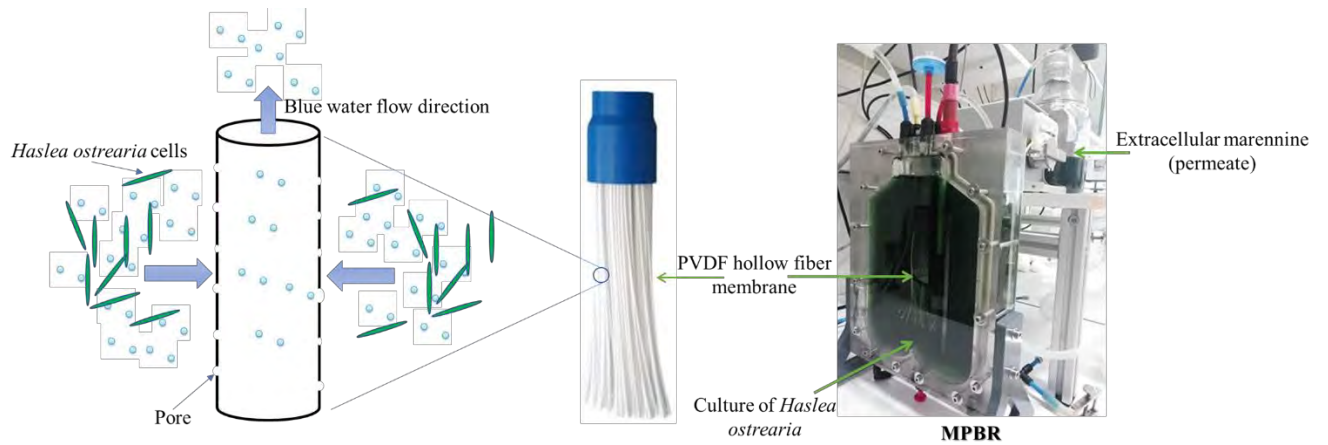 Blue water flow direction
Haslea ostrearia cells
Pore
PVDF hollow fiber
membrane
Extracellular marennine
(permeate)
Culture of Haslea
ostrearia
MPBR